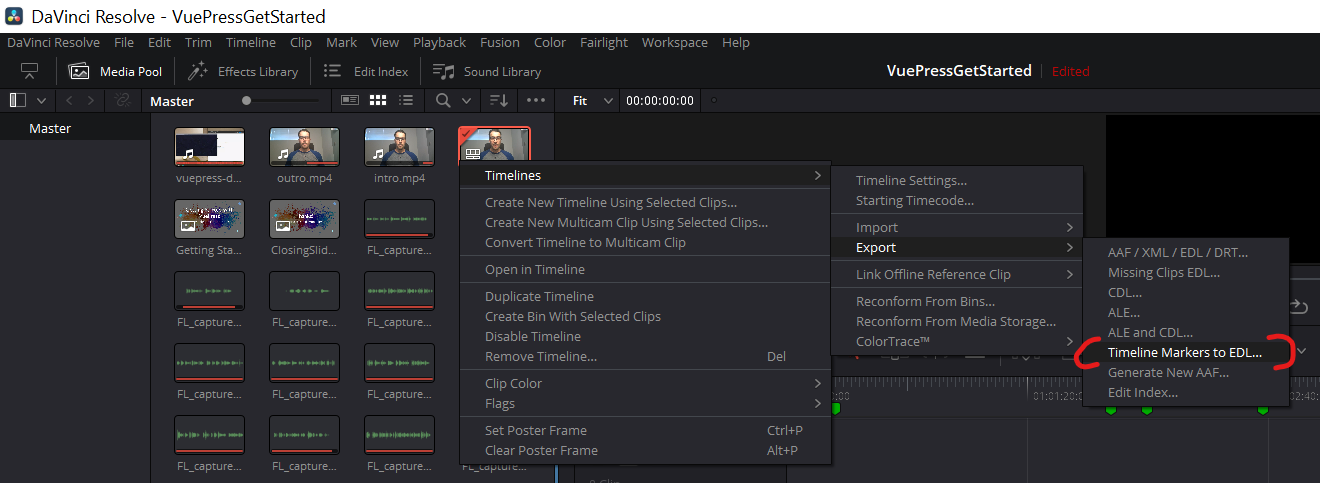 DaVinci Resolve - VuePressGetStarted
DaVinci Resolve File Edit Trim Timeline Clip Mark View Playback Fusion Color Fairlight Workspace Help
Media Pool Effects Library Edit Index Sound Library VuePressGetStarted Edited
Master Fit 00:00:00:00
Master
vuepress-d... outro.mp4 intro.mp4
Getting Sta... ClosingSlid... FL_capture...
FL_capture... FL_capture... FL_capture...
FL_capture... FL_capture... FL_capture...
FL_capture... FL_capture... FL_capture... FL_capture...
Timelines
Create New Timeline Using Selected Clips...
Create New Multicam Clip Using Selected Clips...
Convert Timeline to Multicam Clip
Open in Timeline
Duplicate Timeline
Create Bin With Selected Clips
Disable Timeline
Remove Timeline... Del
Clip Color
Flags
Set Poster Frame Ctrl+P
Clear Poster Frame Alt+P
Timeline Settings...
Starting Timecode...
Import
Export
Link Offline Reference Clip
Reconform From Bins...
Reconform From Media Storage...
ColorTrace™
AAF / XML / EDL / DRT...
Missing Clips EDL...
CDL...
ALE...
ALE and CDL...
Timeline Markers to EDL...
Generate New AAF...
Edit Index...
:00 01:01:20:0 02:40:
0 Clip